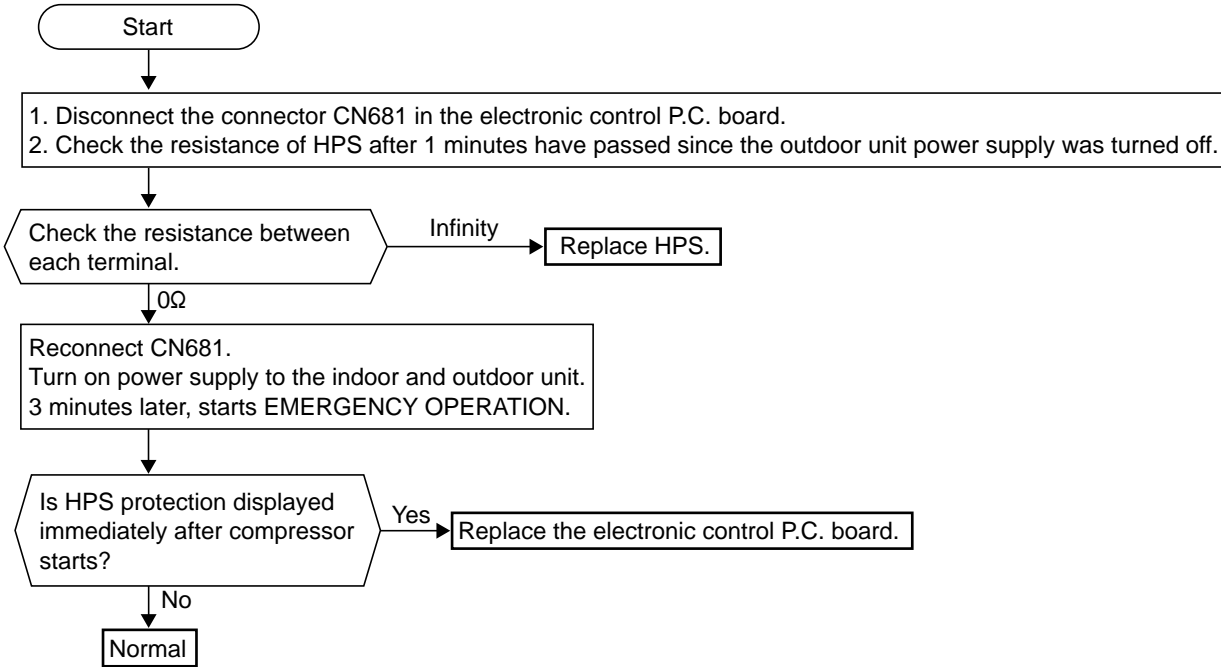 Start
1. Disconnect the connector CN681 in the electronic control P.C. board.
2. Check the resistance of HPS after 1 minutes have passed since the outdoor unit power supply was turned off.
Check the resistance between
each terminal.
Infinity
Replace HPS.
0Ω
Reconnect CN681.
Turn on power supply to the indoor and outdoor unit.
3 minutes later, starts EMERGENCY OPERATION.
Is HPS protection displayed
immediately after compressor
starts?
Yes
Replace the electronic control P.C. board.
No
Normal